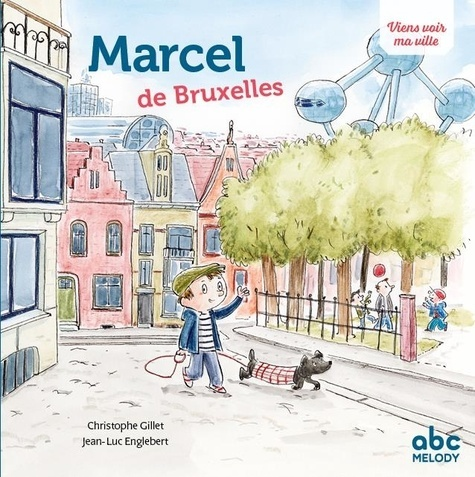 Viens voir
ma ville
Marcel
de Bruxelles
Christophe Gillet
Jean-Luc Englebert
abc
MELODY